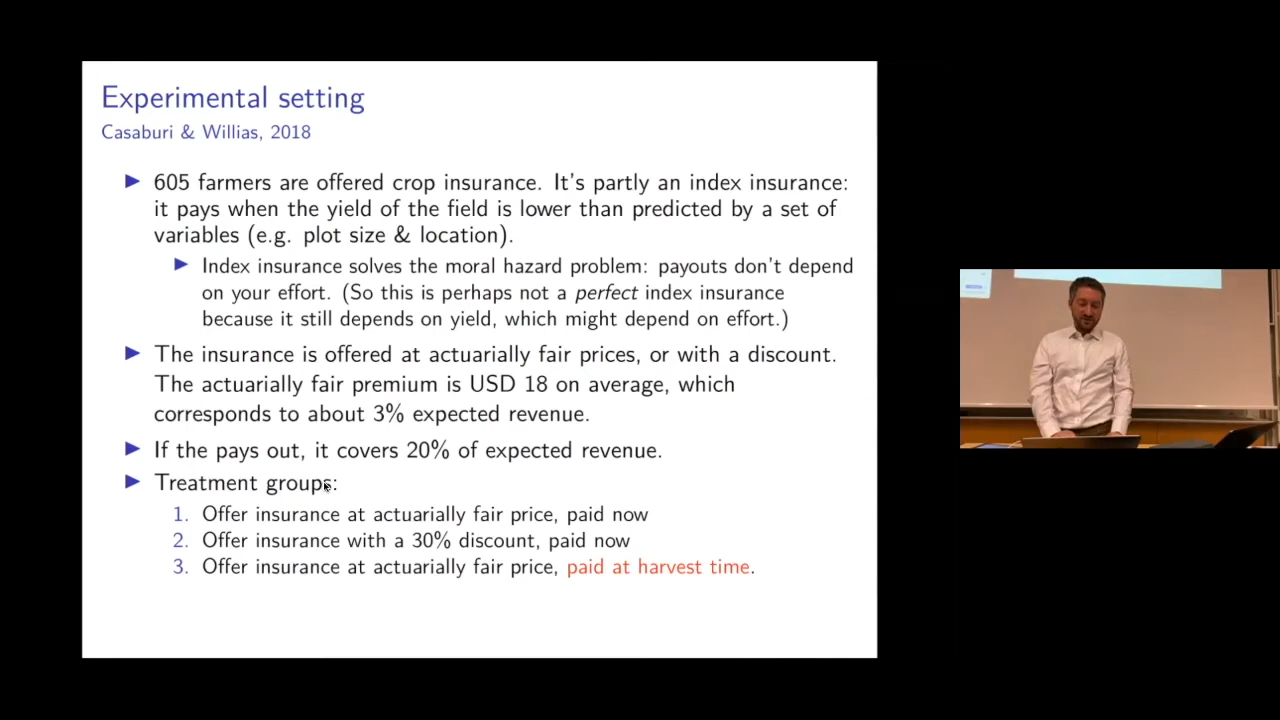 Experimental setting
Casaburi & Willias, 2018
▶ 605 farmers are offered crop insurance. It's partly an index insurance:
it pays when the yield of the field is lower than predicted by a set of
variables (e.g. plot size & location).
▶ Index insurance solves the moral hazard problem: payouts don't depend
on your effort. (So this is perhaps not a perfect index insurance
because it still depends on yield, which might depend on effort.)
▶ The insurance is offered at actuarially fair prices, or with a discount.
The actuarially fair premium is USD 18 on average, which
corresponds to about 3% expected revenue.
▶ If the pays out, it covers 20% of expected revenue.
▶ Treatment groups:
1. Offer insurance at actuarially fair price, paid now
2. Offer insurance with a 30% discount, paid now
3. Offer insurance at actuarially fair price, paid at harvest time.